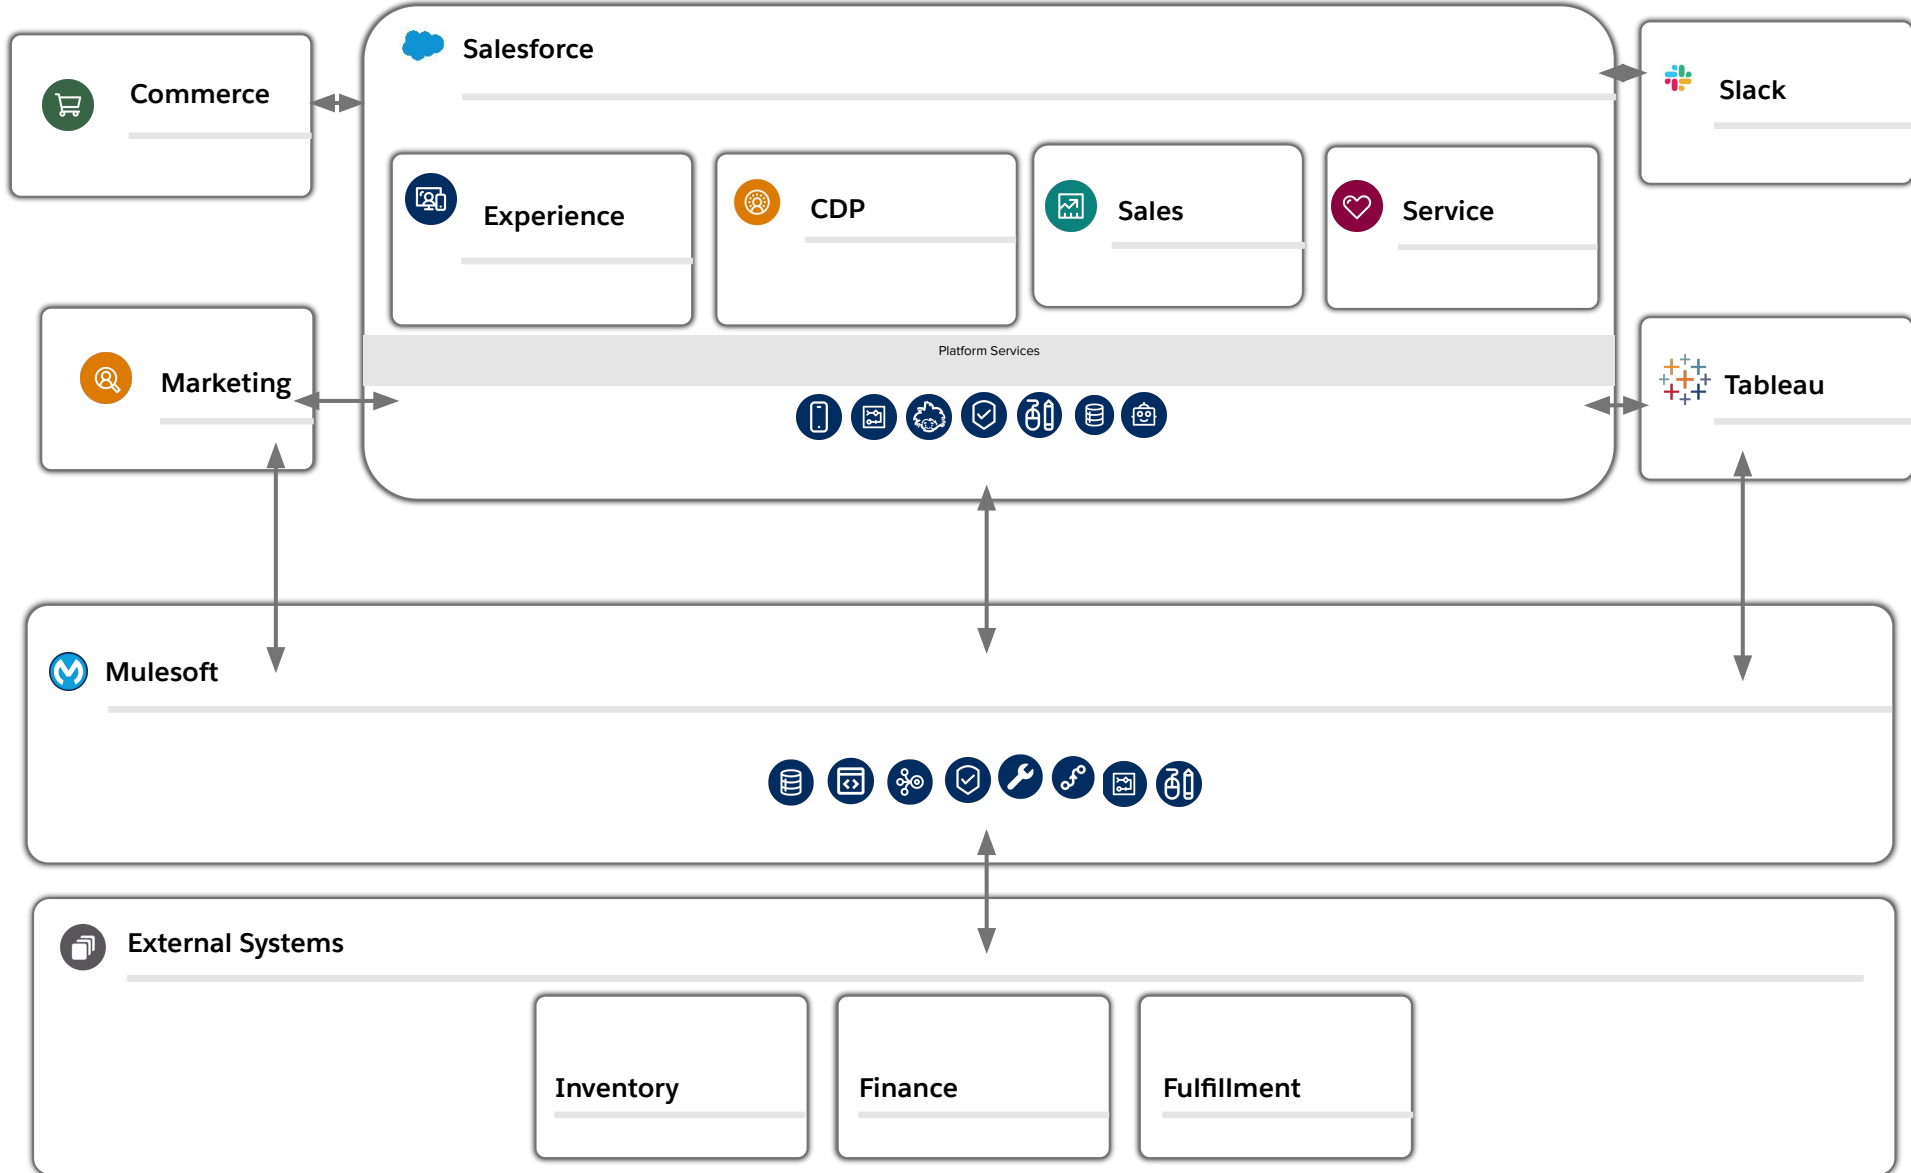 Salesforce
Commerce
Slack
Experience
CDP
Sales
Service
Platform Services
Marketing
Tableau
Mulesoft
External Systems
Inventory
Finance
Fulfillment